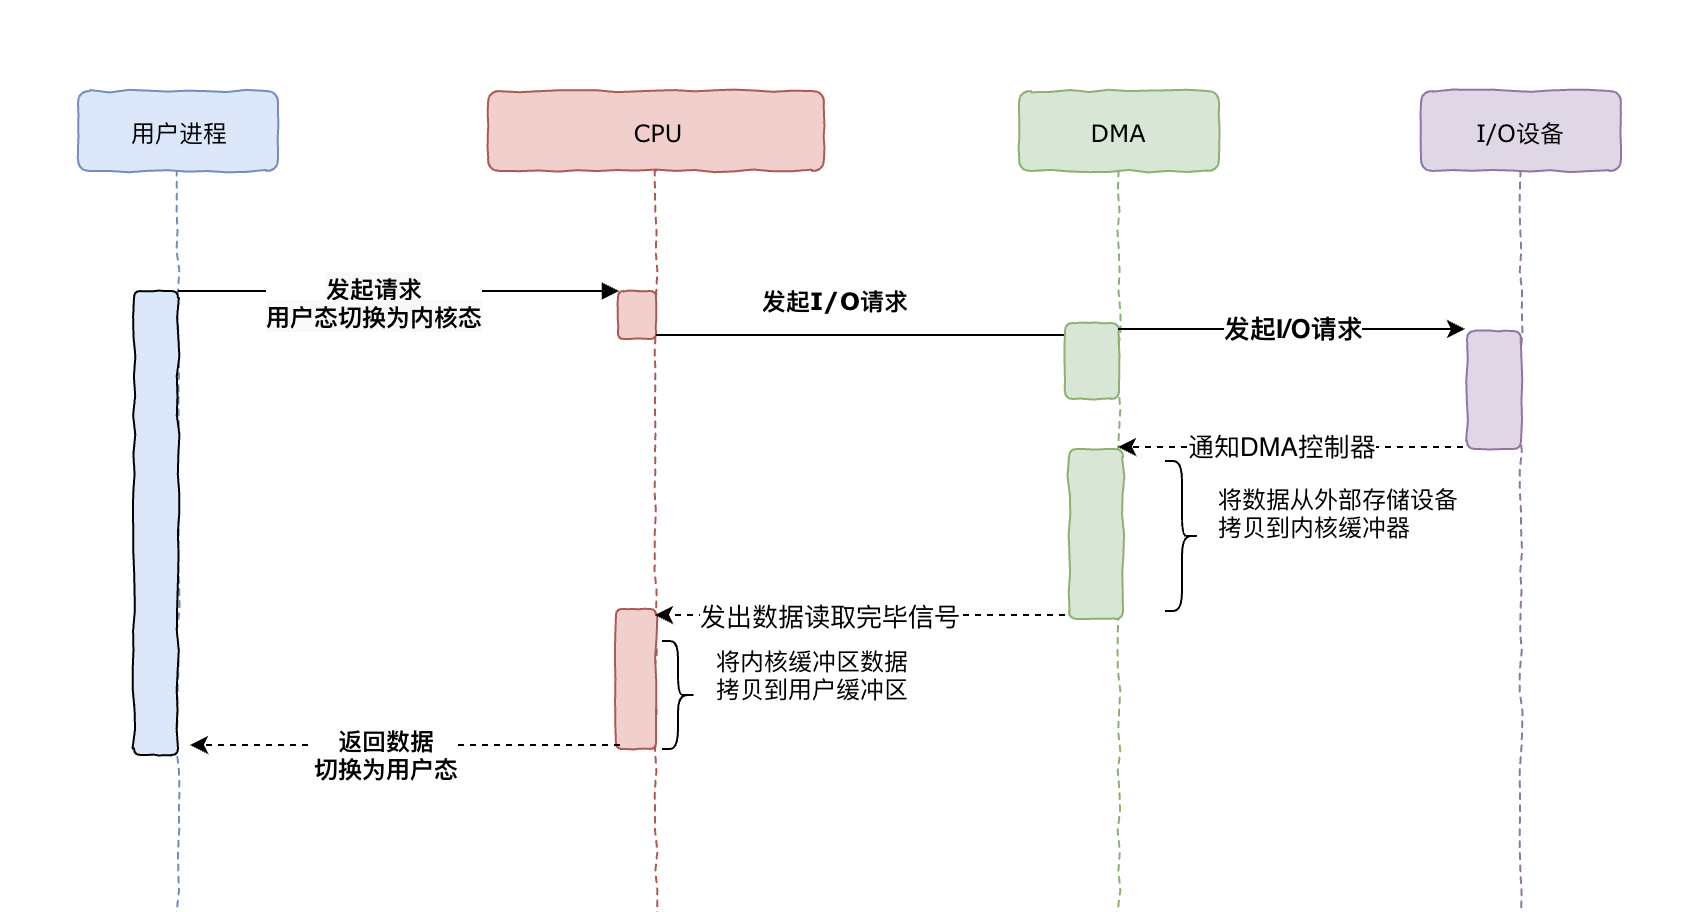 用户进程
CPU
DMA
I/O设备
发起请求
用户态切换为内核态
发起I/O请求
发起I/O请求
通知DMA控制器
将数据从外部存储设备
拷贝到内核缓冲器
发出数据读取完毕信号
将内核缓冲区数据
拷贝到用户缓冲区
返回数据
切换为用户态